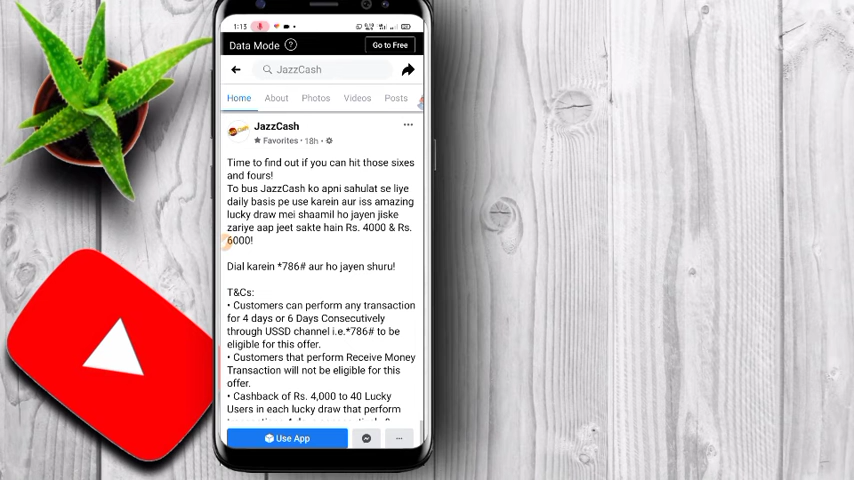 1:15
Data Mode ?
Go to Free
JazzCash
Home About Photos Videos Posts
JazzCash
Favorites · 18h ·
Time to find out if you can hit those sixes
and fours!
To bus JazzCash ko apni sahulat se liye
daily basis pe use karein aur iss amazing
lucky draw mei shaamil ho jayen jiske
zariye aap jeet sakte hain Rs. 4000 & Rs.
6000!
Dial karein *786# aur ho jayen shuru!
T&Cs:
• Customers can perform any transaction
for 4 days or 6 Days Consecutively
through USSD channel i.e.*786# to be
eligible for this offer.
• Customers that perform Receive Money
Transaction will not be eligible for this
offer.
• Cashback of Rs. 4,000 to 40 Lucky
Users in each lucky draw that perform
Use App